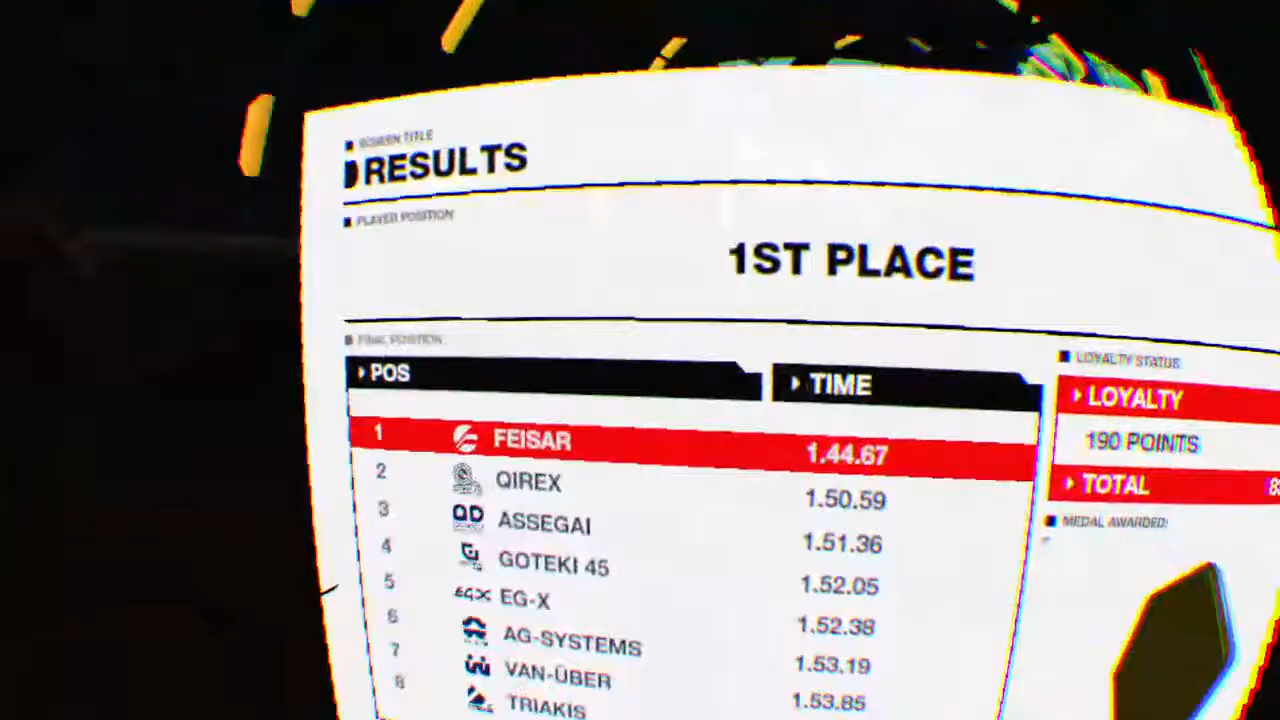 SCREEN TITLE
RESULTS
PLAYER POSITION
1ST PLACE
FINAL POSITION
POS TIME
1 FEISAR 1.44.67
2 QIREX 1.50.59
3 ASSEGAI 1.51.36
4 GOTEKI 45 1.52.05
5 EG-X 1.52.38
6 AG-SYSTEMS 1.53.19
7 VAN-ÜBER 1.53.85
8 TRIAKIS
LOYALTY STATUS
LOYALTY
190 POINTS
TOTAL
MEDAL AWARDED